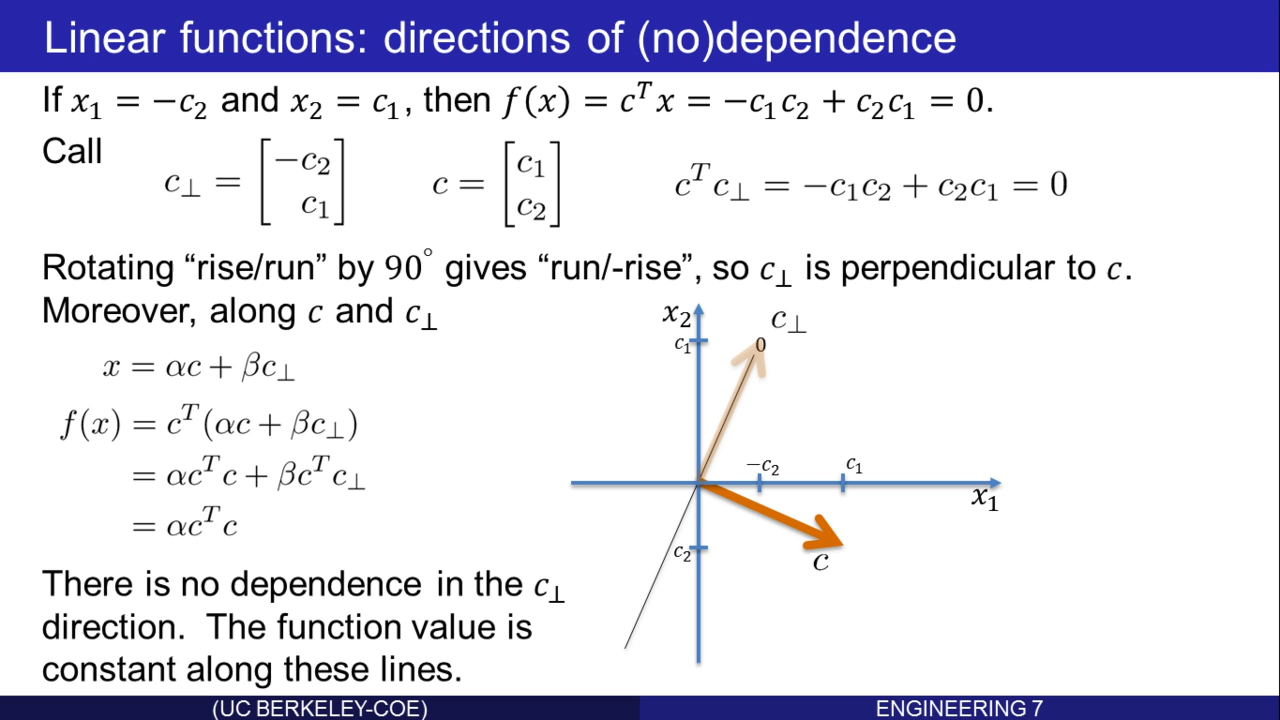 Linear functions: directions of (no)dependence
If x₁ = −c₂ and x₂ = c₁, then f(x) = cᵀx = −c₁c₂ + c₂c₁ = 0.
Call
c⊥ = [−c₂ c₁] c = [c₁ c₂] cᵀc⊥ = −c₁c₂ + c₂c₁ = 0
Rotating “rise/run” by 90° gives “run/-rise”, so c⊥ is perpendicular to c.
Moreover, along c and c⊥
x = αc + βc⊥
f(x) = cᵀ(αc + βc⊥)
= αcᵀc + βcᵀc⊥
= αcᵀc
There is no dependence in the c⊥
direction. The function value is
constant along these lines.
x₂
c⊥
c₁
0
−c₂
c₁
x₁
c₂
c
(UC BERKELEY-COE)
ENGINEERING 7